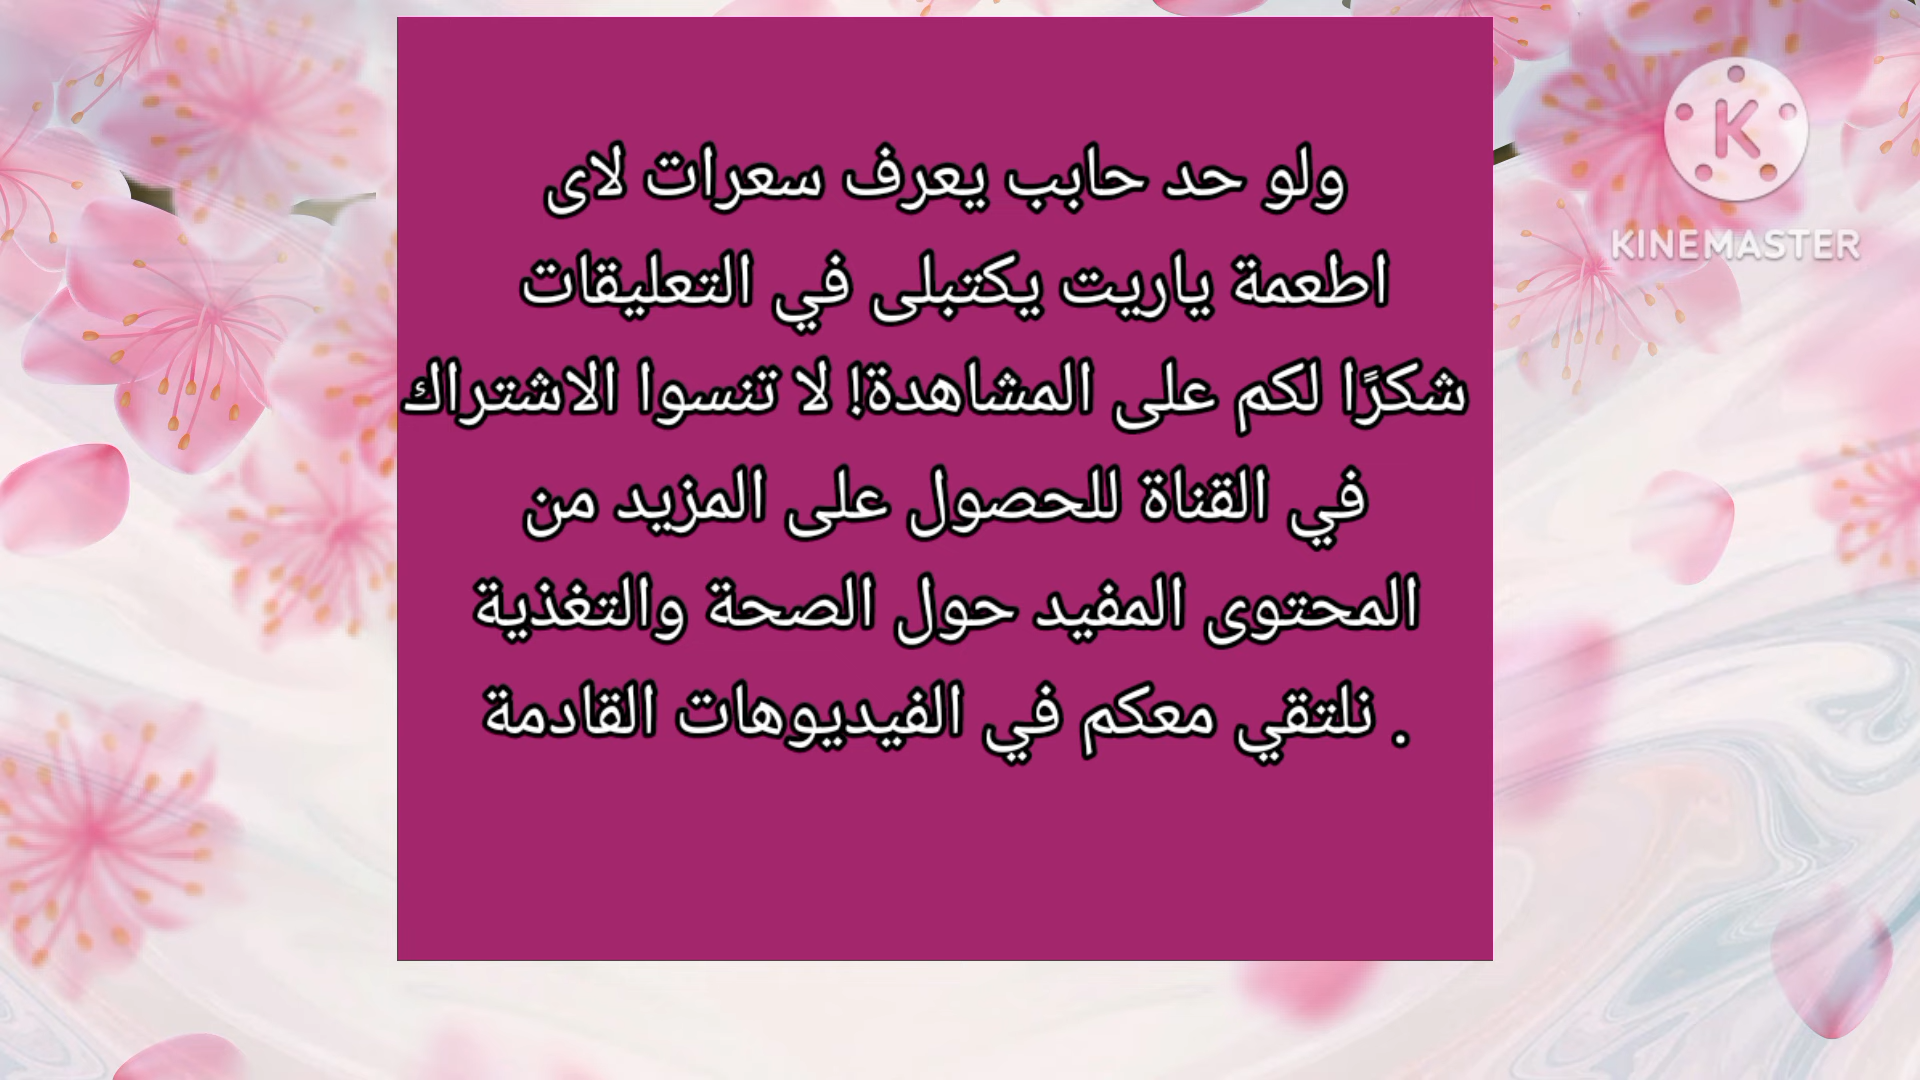 ولو حد حابب يعرف سعرات لاى
اطعمة ياريت يكتبلى في التعليقات
شكرًا لكم على المشاهدة! لا تنسوا الاشتراك
في القناة للحصول على المزيد من
المحتوى المفيد حول الصحة والتغذية
. نلتقي معكم في الفيديوهات القادمة
K
KINEMASTER